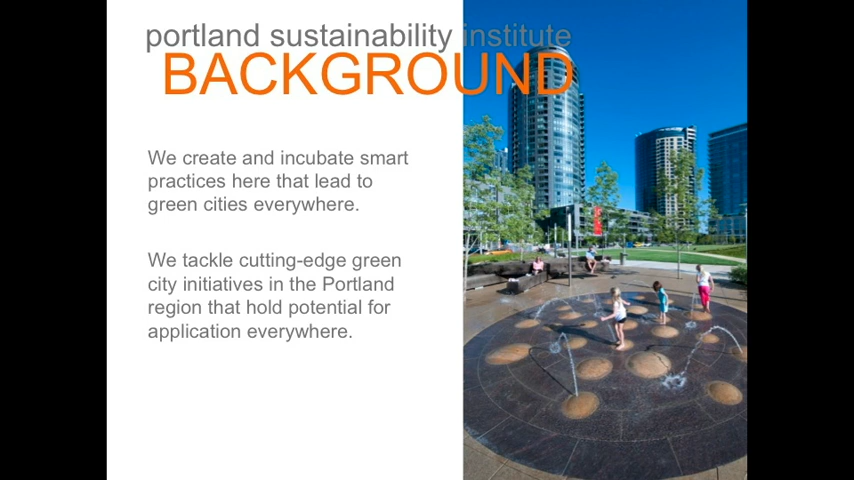 portland sustainability institute
BACKGROUND
We create and incubate smart
practices here that lead to
green cities everywhere.
We tackle cutting-edge green
city initiatives in the Portland
region that hold potential for
application everywhere.